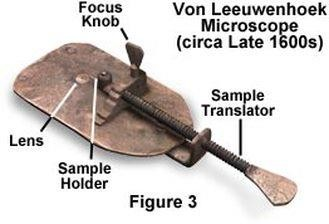 Focus
Knob
Von Leeuwenhoek
Microscope
(circa Late 1600s)
Sample
Translator
Lens
Sample
Holder
Figure 3